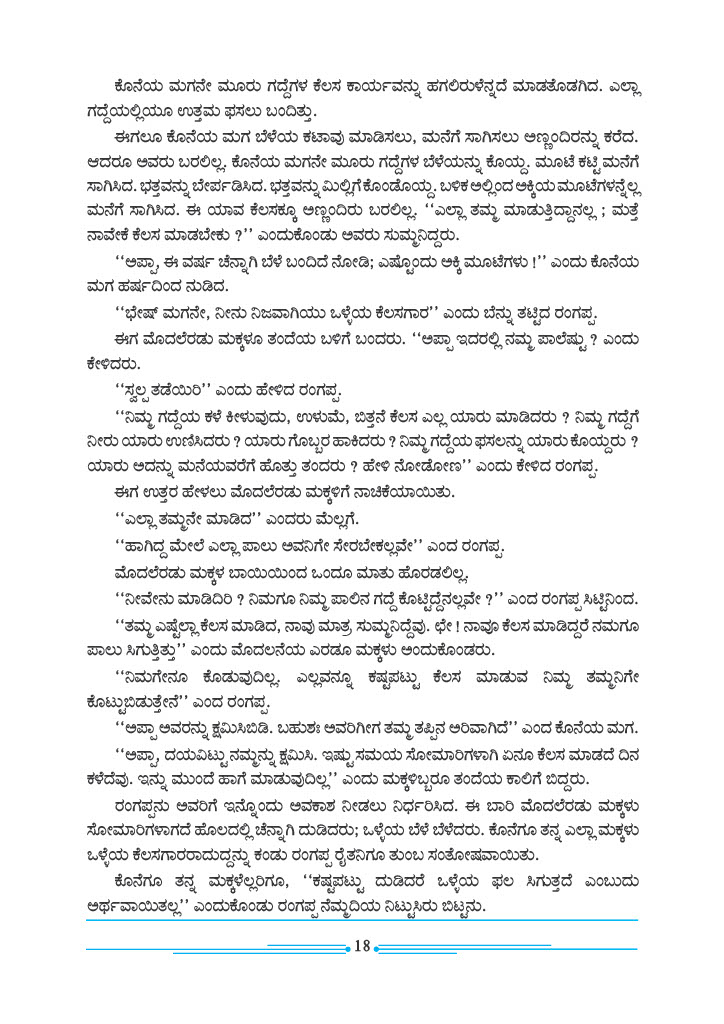 ಕೊನೆಯ ಮಗನೇ ಮೂರು ಗದ್ದೆಗಳ ಕೆಲಸ ಕಾರ್ಯವನ್ನು ಹಗಲಿರುಳೆನ್ನದೆ ಮಾಡತೊಡಗಿದ. ಎಲ್ಲಾ
ಗದ್ದೆಯಲ್ಲಿಯೂ ಉತ್ತಮ ಫಸಲು ಬಂದಿತ್ತು.
ಈಗಲೂ ಕೊನೆಯ ಮಗ ಬೆಳೆಯ ಕಟಾವು ಮಾಡಿಸಲು, ಮನೆಗೆ ಸಾಗಿಸಲು ಅಣ್ಣಂದಿರನ್ನು ಕರೆದ.
ಆದರೂ ಅವರು ಬರಲಿಲ್ಲ. ಕೊನೆಯ ಮಗನೇ ಮೂರು ಗದ್ದೆಗಳ ಬೆಳೆಯನ್ನು ಕೊಯ್ದ. ಮೂಟೆ ಕಟ್ಟಿ ಮನೆಗೆ
ಸಾಗಿಸಿದ. ಭತ್ತವನ್ನು ಬೇರ್ಪಡಿಸಿದ. ಭತ್ತವನ್ನು ಮಿಲ್ಲಿಗೆ ಕೊಂಡೊಯ್ದ. ಬಳಿಕ ಅಲ್ಲಿಂದ ಅಕ್ಕಿಯ ಮೂಟೆಗಳನ್ನೆಲ್ಲ
ಮನೆಗೆ ಸಾಗಿಸಿದ. ಈ ಯಾವ ಕೆಲಸಕ್ಕೂ ಅಣ್ಣಂದಿರು ಬರಲಿಲ್ಲ. ‘‘ಎಲ್ಲಾ ತಮ್ಮ ಮಾಡುತ್ತಿದ್ದಾನಲ್ಲ ; ಮತ್ತೆ
ನಾವೇಕೆ ಕೆಲಸ ಮಾಡಬೇಕು ?’’ ಎಂದುಕೊಂಡು ಅವರು ಸುಮ್ಮನಿದ್ದರು.
‘‘ಅಪ್ಪಾ, ಈ ವರ್ಷ ಚೆನ್ನಾಗಿ ಬೆಳೆ ಬಂದಿದೆ ನೋಡಿ; ಎಷ್ಟೊಂದು ಅಕ್ಕಿ ಮೂಟೆಗಳು !’’ ಎಂದು ಕೊನೆಯ
ಮಗ ಹರ್ಷದಿಂದ ನುಡಿದ.
‘‘ಭೇಷ್ ಮಗನೇ, ನೀನು ನಿಜವಾಗಿಯು ಒಳ್ಳೆಯ ಕೆಲಸಗಾರ’’ ಎಂದು ಬೆನ್ನು ತಟ್ಟಿದ ರಂಗಪ್ಪ.
ಈಗ ಮೊದಲೆರಡು ಮಕ್ಕಳೂ ತಂದೆಯ ಬಳಿಗೆ ಬಂದರು. ‘‘ಅಪ್ಪಾ ಇದರಲ್ಲಿ ನಮ್ಮ ಪಾಲೆಷ್ಟು ? ಎಂದು
ಕೇಳಿದರು.
‘‘ಸ್ವಲ್ಪ ತಡೆಯಿರಿ’’ ಎಂದು ಹೇಳಿದ ರಂಗಪ್ಪ.
‘‘ನಿಮ್ಮ ಗದ್ದೆಯ ಕಳೆ ಕೀಳುವುದು, ಉಳುಮೆ, ಬಿತ್ತನೆ ಕೆಲಸ ಎಲ್ಲ ಯಾರು ಮಾಡಿದರು ? ನಿಮ್ಮ ಗದ್ದೆಗೆ
ನೀರು ಯಾರು ಉಣಿಸಿದರು ? ಯಾರು ಗೊಬ್ಬರ ಹಾಕಿದರು ? ನಿಮ್ಮ ಗದ್ದೆಯ ಫಸಲನ್ನು ಯಾರು ಕೊಯ್ದರು ?
ಯಾರು ಅದನ್ನು ಮನೆಯವರೆಗೆ ಹೊತ್ತು ತಂದರು ? ಹೇಳಿ ನೋಡೋಣ’’ ಎಂದು ಕೇಳಿದ ರಂಗಪ್ಪ.
ಈಗ ಉತ್ತರ ಹೇಳಲು ಮೊದಲೆರಡು ಮಕ್ಕಳಿಗೆ ನಾಚಿಕೆಯಾಯಿತು.
‘‘ಎಲ್ಲಾ ತಮ್ಮನೇ ಮಾಡಿದ’’ ಎಂದರು ಮೆಲ್ಲಗೆ.
‘‘ಹಾಗಿದ್ದ ಮೇಲೆ ಎಲ್ಲಾ ಪಾಲು ಅವನಿಗೇ ಸೇರಬೇಕಲ್ಲವೇ’’ ಎಂದ ರಂಗಪ್ಪ.
ಮೊದಲೆರಡು ಮಕ್ಕಳ ಬಾಯಿಯಿಂದ ಒಂದೂ ಮಾತು ಹೊರಡಲಿಲ್ಲ.
‘‘ನೀವೇನು ಮಾಡಿದಿರಿ ? ನಿಮಗೂ ನಿಮ್ಮ ಪಾಲಿನ ಗದ್ದೆ ಕೊಟ್ಟಿದ್ದೆನಲ್ಲವೇ ?’’ ಎಂದ ರಂಗಪ್ಪ ಸಿಟ್ಟಿನಿಂದ.
‘‘ತಮ್ಮ ಎಷ್ಟೆಲ್ಲಾ ಕೆಲಸ ಮಾಡಿದ, ನಾವು ಮಾತ್ರ ಸುಮ್ಮನಿದ್ದೆವು. ಛೇ ! ನಾವೂ ಕೆಲಸ ಮಾಡಿದ್ದರೆ ನಮಗೂ
ಪಾಲು ಸಿಗುತ್ತಿತ್ತು’’ ಎಂದು ಮೊದಲನೆಯ ಎರಡೂ ಮಕ್ಕಳು ಅಂದುಕೊಂಡರು.
‘‘ನಿಮಗೇನೂ ಕೊಡುವುದಿಲ್ಲ. ಎಲ್ಲವನ್ನೂ ಕಷ್ಟಪಟ್ಟು ಕೆಲಸ ಮಾಡುವ ನಿಮ್ಮ ತಮ್ಮನಿಗೇ
ಕೊಟ್ಟುಬಿಡುತ್ತೇನೆ’’ ಎಂದ ರಂಗಪ್ಪ.
‘‘ಅಪ್ಪಾ ಅವರನ್ನು ಕ್ಷಮಿಸಿಬಿಡಿ. ಬಹುಶಃ ಅವರಿಗೀಗ ತಮ್ಮ ತಪ್ಪಿನ ಅರಿವಾಗಿದೆ’’ ಎಂದ ಕೊನೆಯ ಮಗ.
‘‘ಅಪ್ಪಾ, ದಯವಿಟ್ಟು ನಮ್ಮನ್ನು ಕ್ಷಮಿಸಿ. ಇಷ್ಟು ಸಮಯ ಸೋಮಾರಿಗಳಾಗಿ ಏನೂ ಕೆಲಸ ಮಾಡದೆ ದಿನ
ಕಳೆದೆವು. ಇನ್ನು ಮುಂದೆ ಹಾಗೆ ಮಾಡುವುದಿಲ್ಲ’’ ಎಂದು ಮಕ್ಕಳಿಬ್ಬರೂ ತಂದೆಯ ಕಾಲಿಗೆ ಬಿದ್ದರು.
ರಂಗಪ್ಪನು ಅವರಿಗೆ ಇನ್ನೊಂದು ಅವಕಾಶ ನೀಡಲು ನಿರ್ಧರಿಸಿದ. ಈ ಬಾರಿ ಮೊದಲೆರಡು ಮಕ್ಕಳು
ಸೋಮಾರಿಗಳಾಗದೆ ಹೊಲದಲ್ಲಿ ಚೆನ್ನಾಗಿ ದುಡಿದರು; ಒಳ್ಳೆಯ ಬೆಳೆ ಬೆಳೆದರು. ಕೊನೆಗೂ ತನ್ನ ಎಲ್ಲಾ ಮಕ್ಕಳು
ಒಳ್ಳೆಯ ಕೆಲಸಗಾರರಾದುದ್ದನ್ನು ಕಂಡು ರಂಗಪ್ಪ ರೈತನಿಗೂ ತುಂಬ ಸಂತೋಷವಾಯಿತು.
ಕೊನೆಗೂ ತನ್ನ ಮಕ್ಕಳೆಲ್ಲರಿಗೂ, ‘‘ಕಷ್ಟಪಟ್ಟು ದುಡಿದರೆ ಒಳ್ಳೆಯ ಫಲ ಸಿಗುತ್ತದೆ ಎಂಬುದು
ಅರ್ಥವಾಯಿತಲ್ಲ’’ ಎಂದುಕೊಂಡು ರಂಗಪ್ಪ ನೆಮ್ಮದಿಯ ನಿಟ್ಟುಸಿರು ಬಿಟ್ಟನು.
18